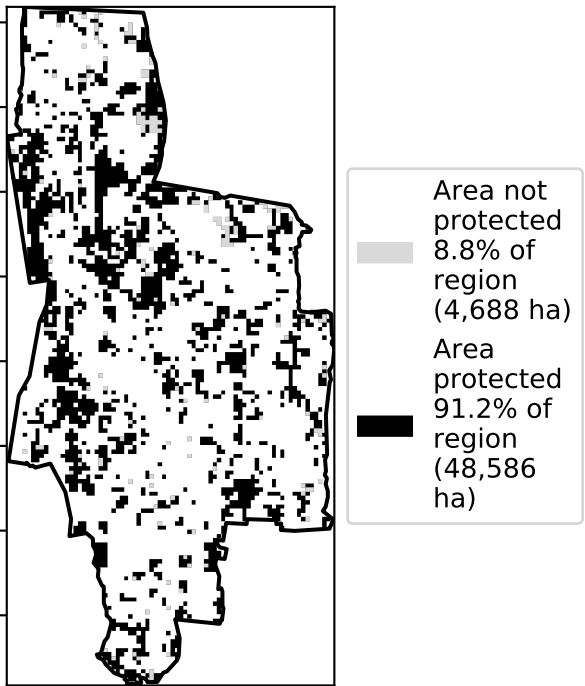 Area not
protected
8.8% of
region
(4,688 ha)
Area
protected
91.2% of
region
(48,586
ha)